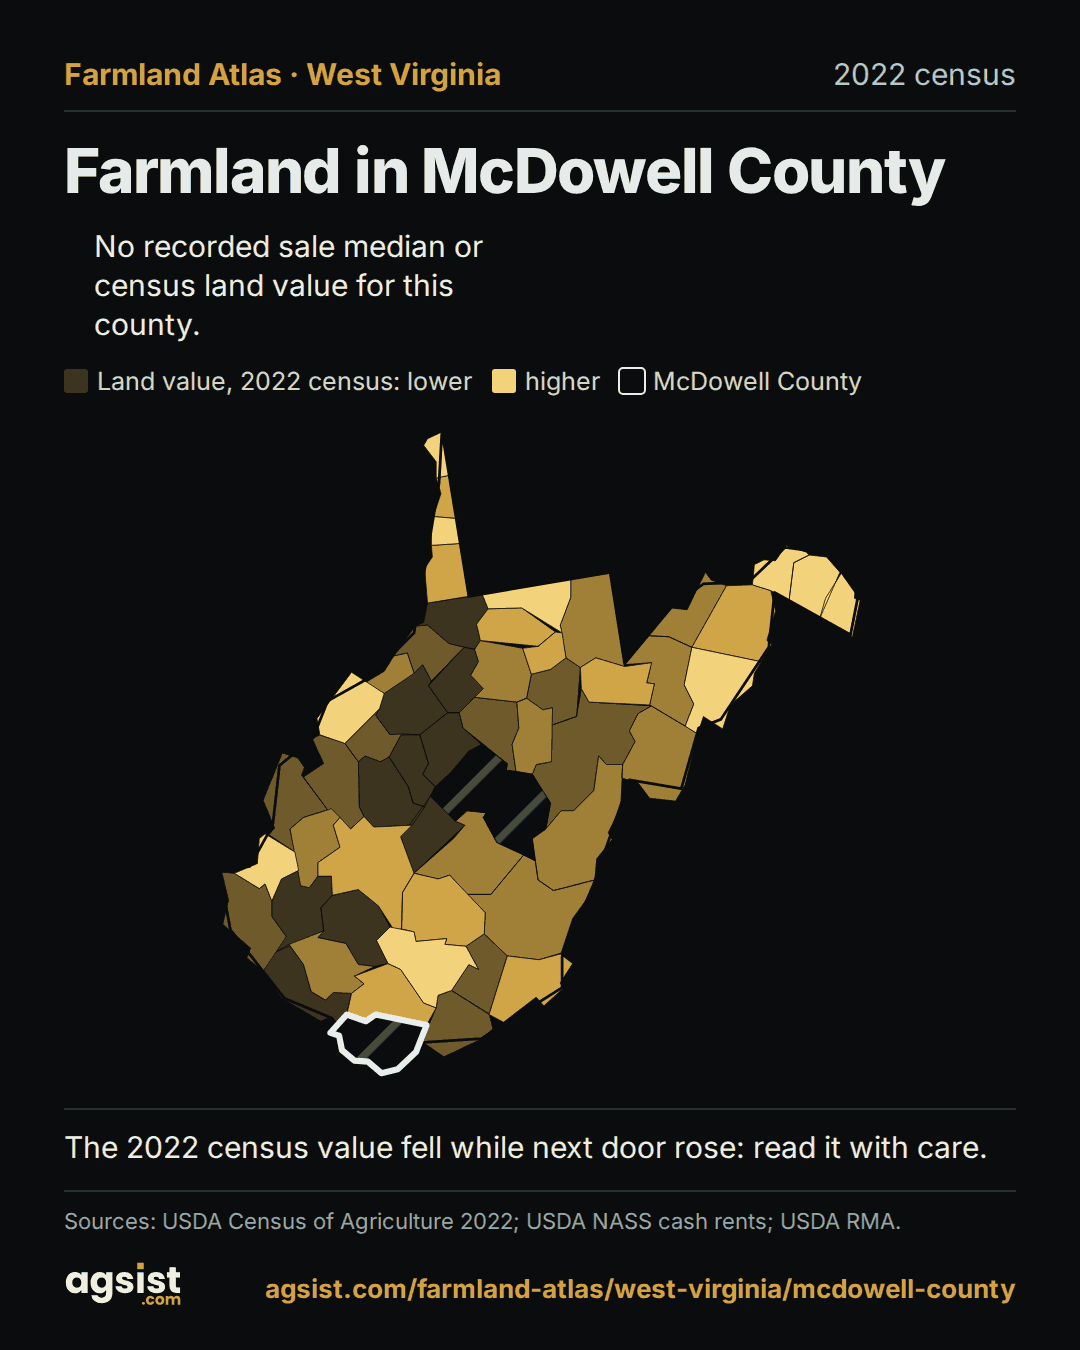 Farmland Atlas · West Virginia
2022 census
Farmland in McDowell County
No recorded sale median or
census land value for this
county.
Land value, 2022 census: lower
higher
McDowell County
The 2022 census value fell while next door rose: read it with care.
Sources: USDA Census of Agriculture 2022; USDA NASS cash rents; USDA RMA.
agsist
.com
agsist.com/farmland-atlas/west-virginia/mcdowell-county